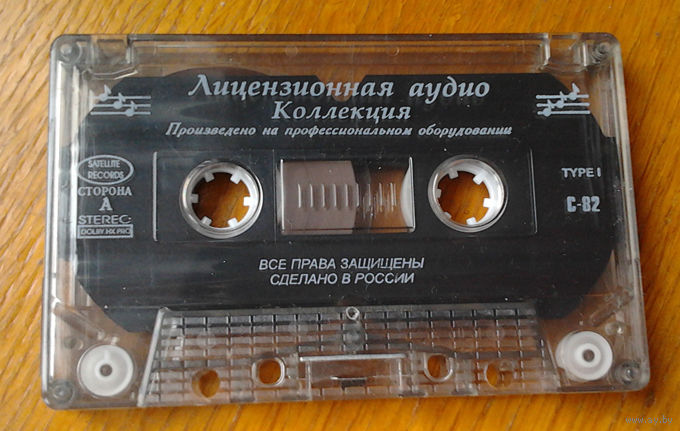 Лицензионная аудио
Коллекция
Произведено на профессиональном оборудовании
SATELLITE
RECORDS
СТОРОНА
A
STEREO
DOLBY HX PRO
TYPE I
C-82
ВСЕ ПРАВА ЗАЩИЩЕНЫ
СДЕЛАНО В РОССИИ